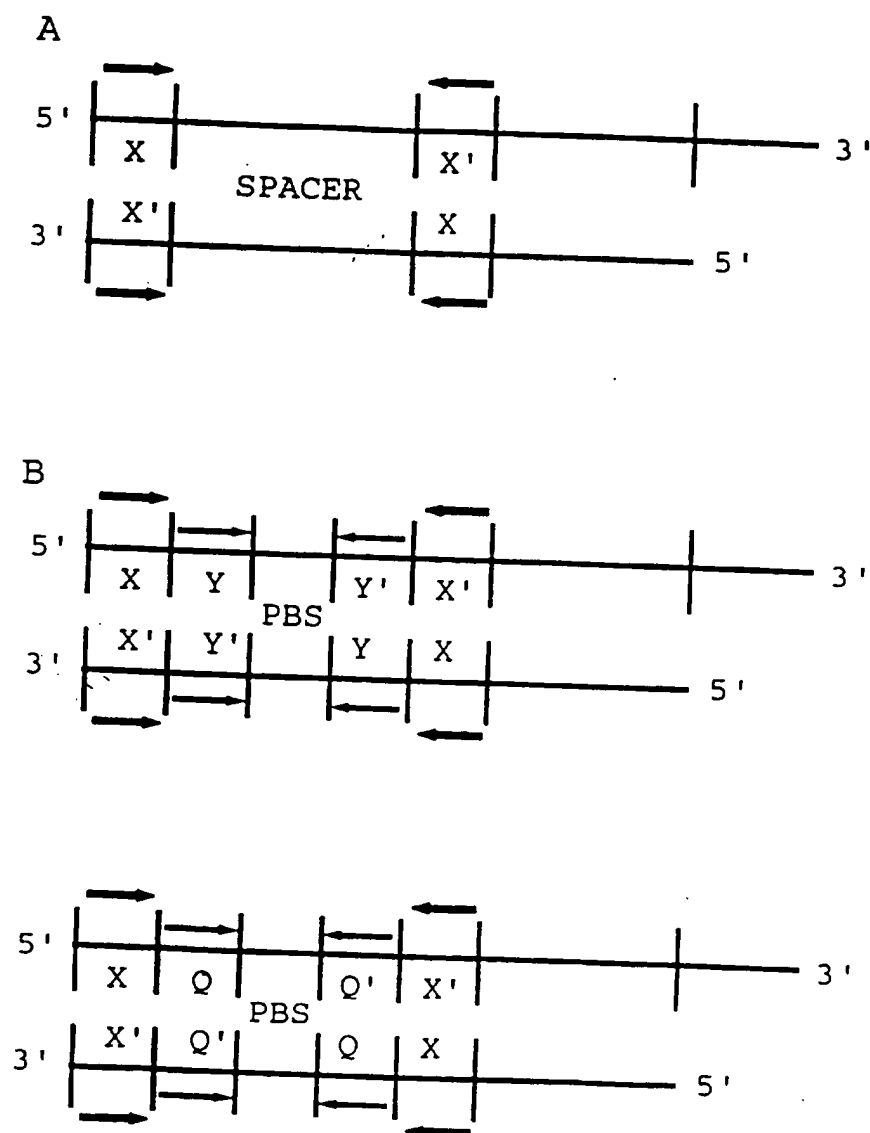 A
5' 3'
X X'
SPACER
X' X
3' 5'
B
5' 3'
X Y Y' X'
PBS
X' Y' Y X
3' 5'
5' 3'
X Q Q' X'
PBS
X' Q' Q X
3' 5'